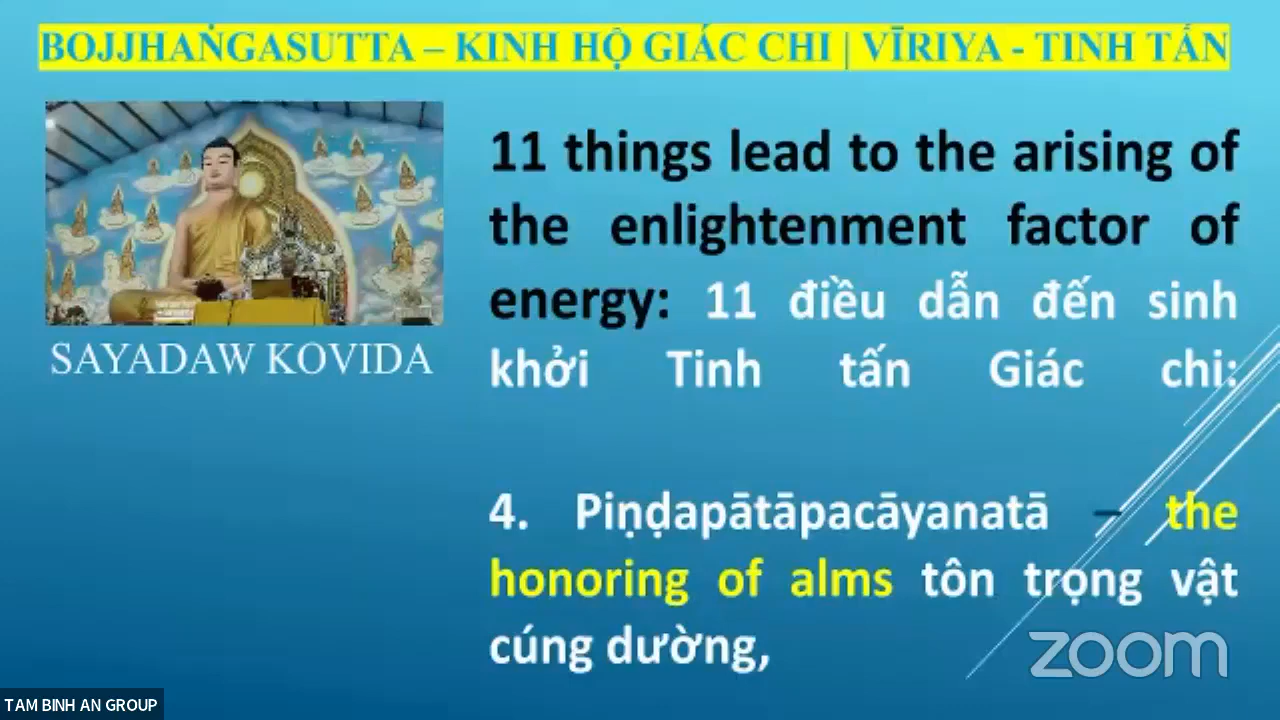 BOJJHAṄGASUTTA – KINH HỘ GIÁC CHI | VĪRIYA - TINH TẤN
SAYADAW KOVIDA
11 things lead to the arising of
the enlightenment factor of
energy: 11 điều dẫn đến sinh
khởi Tinh tấn Giác chi:
4. Piṇḍapātāpacāyanatā – the
honoring of alms tôn trọng vật
cúng dường,
zoom
TAM BINH AN GROUP